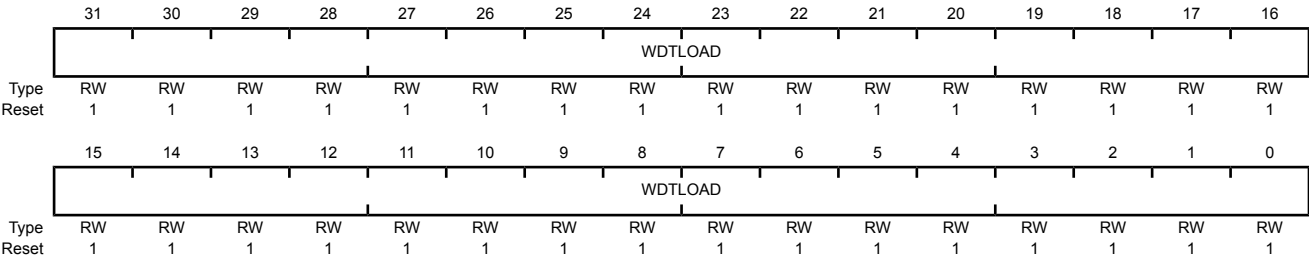 31 30 29 28 27 26 25 24 23 22 21 20 19 18 17 16
WDTLOAD
Type RW RW RW RW RW RW RW RW RW RW RW RW RW RW RW RW
Reset 1 1 1 1 1 1 1 1 1 1 1 1 1 1 1 1
15 14 13 12 11 10 9 8 7 6 5 4 3 2 1 0
WDTLOAD
Type RW RW RW RW RW RW RW RW RW RW RW RW RW RW RW RW
Reset 1 1 1 1 1 1 1 1 1 1 1 1 1 1 1 1